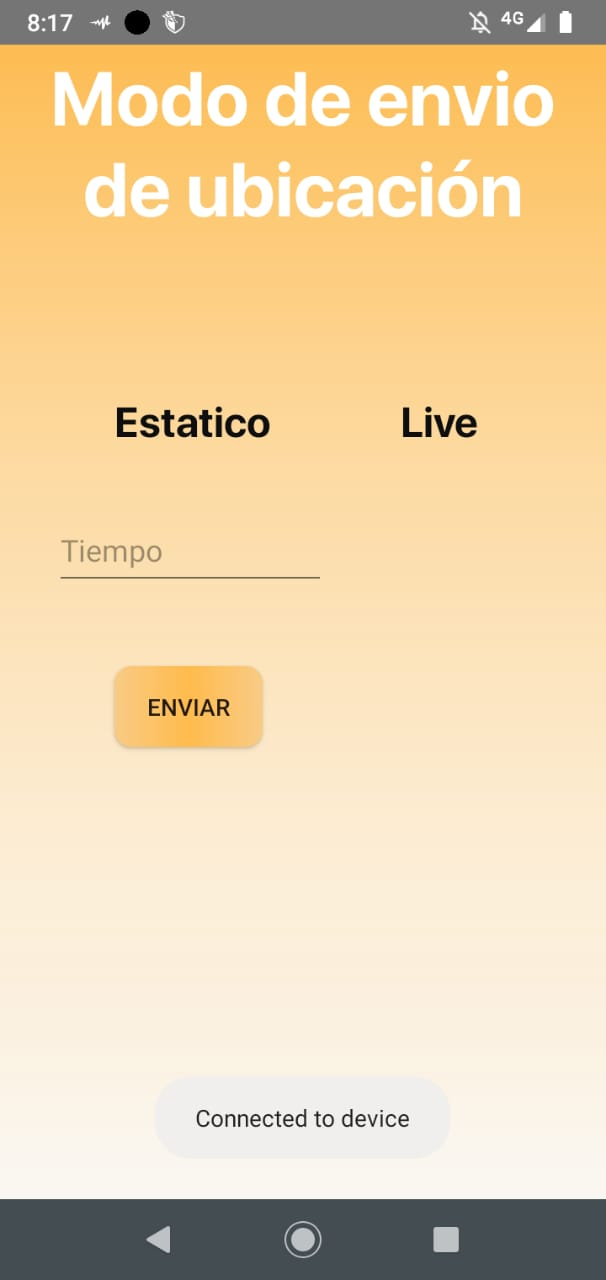 8:17
4G
Modo de envio
de ubicación
Estatico Live
Tiempo
ENVIAR
Connected to device